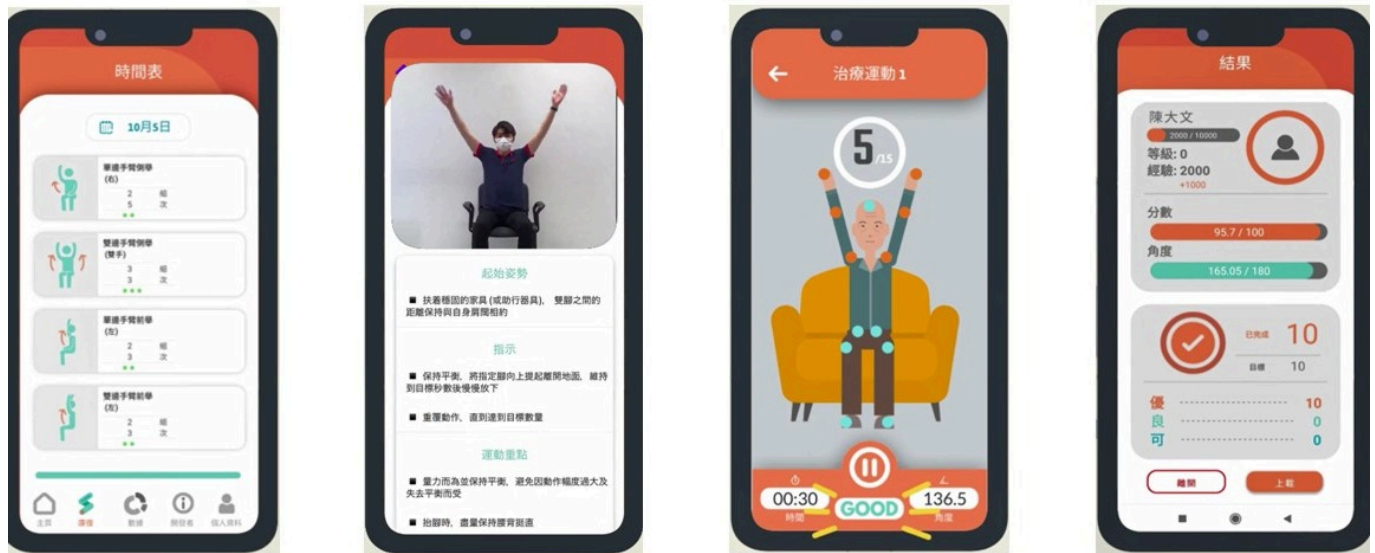 時間表
10月5日
單邊手臂側舉
(右)
2 組
5 次
雙邊手臂側舉
(雙手)
3 組
3 次
單邊手臂前舉
(左)
2 組
3 次
雙邊手臂前舉
(左)
2 組
3 次
主頁 康復 數據 開發者 個人資料
起始姿勢
■ 扶着穩固的家具 (或助行器具), 雙腳之間的
距離保持與自身肩闊相約
指示
■ 保持平衡, 將指定腳向上提起離開地面, 維持
到目標秒數後慢慢放下
■ 重覆動作, 直到達到目標數量
運動重點
■ 量力而為並保持平衡, 避免因動作幅度過大及
失去平衡而受
■ 抬腳時, 盡量保持腰背挺直
治療運動 1
5 /15
00:30
時間
GOOD
136.5
角度
結果
陳大文
2000 / 10000
等級: 0
經驗: 2000
+1000
分數
95.7 / 100
角度
165.05 / 180
已完成 10
目標 10
優 10
良 0
可 0
離開 上載